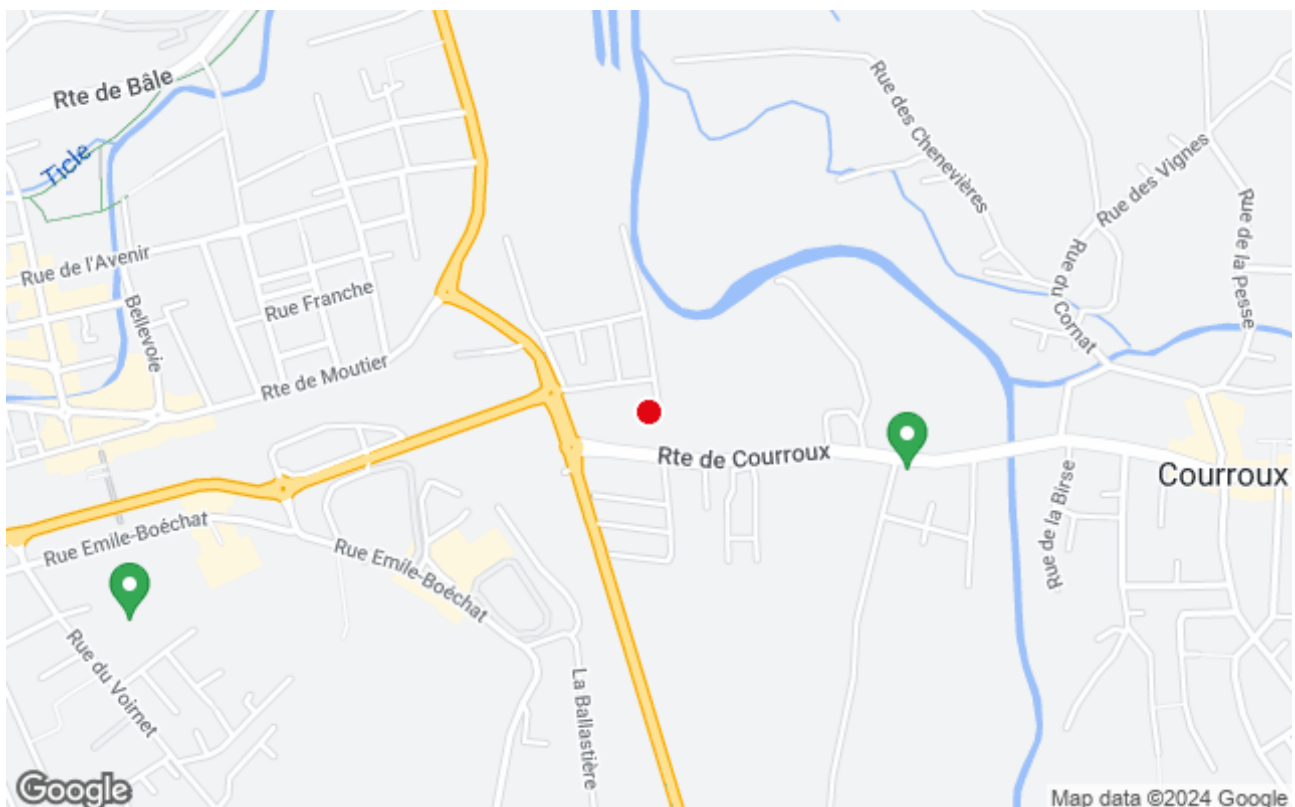 Rte de Bâle
Ticle
Rue des Chenevières
Rue des Vignes
Rue de la Pesse
Rue de l'Avenir
Rue Franche
Bellevoie
Rue du Cornat
Rte de Moutier
Rte de Courroux
Courroux
Rue de la Birse
Rue Emile-Boéchat
Rue Emile-Boéchat
Rue du Voirnet
La Ballastière
Google
Map data ©2024 Google